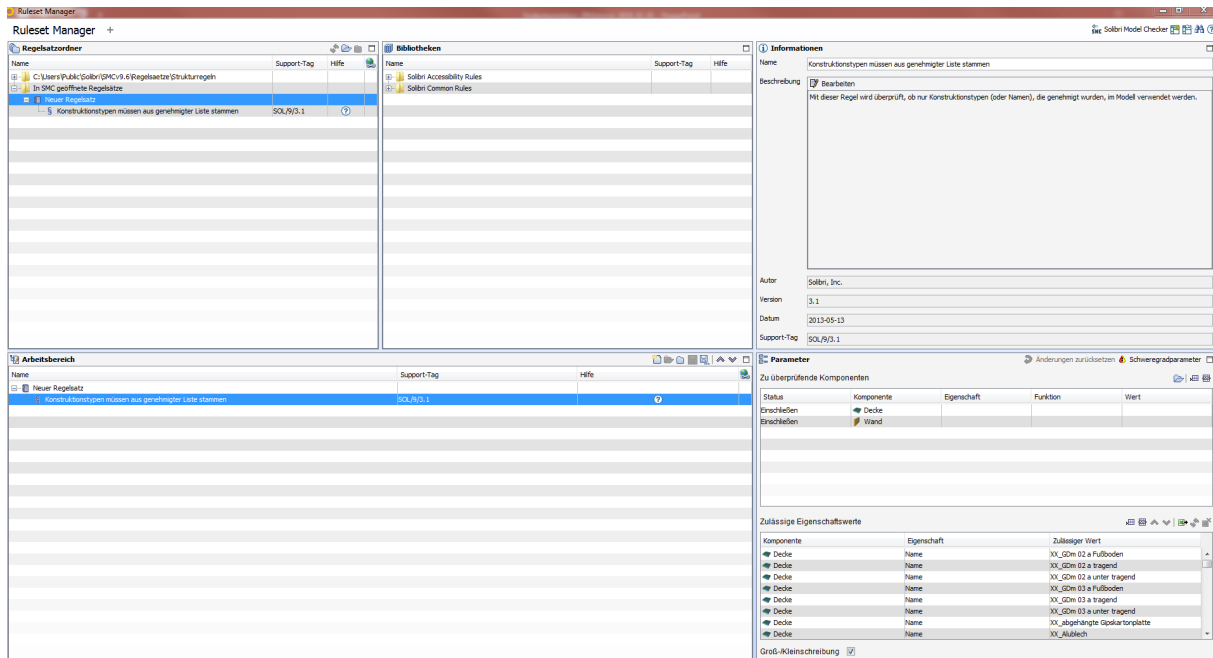 Ruleset Manager
Ruleset Manager +
SMC Solibri Model Checker
Regelsatzordner
Name Support-Tag Hilfe
C:\Users\Public\Solibri\SMCv9.6\Regelsaetze\Strukturregeln
In SMC geöffnete Regelsätze
Neuer Regelsatz
§ Konstruktionstypen müssen aus genehmigter Liste stammen SOL/9/3.1 ?
Bibliotheken
Name Support-Tag Hilfe
Solibri Accessibility Rules
Solibri Common Rules
Informationen
Name Konstruktionstypen müssen aus genehmigter Liste stammen
Beschreibung Bearbeiten
Mit dieser Regel wird überprüft, ob nur Konstruktionstypen (oder Namen), die genehmigt wurden, im Modell verwendet werden.
Autor Solibri, Inc.
Version 3.1
Datum 2013-05-13
Support-Tag SOL/9/3.1
Arbeitsbereich
Name Support-Tag Hilfe
Neuer Regelsatz
§ Konstruktionstypen müssen aus genehmigter Liste stammen SOL/9/3.1 ?
Parameter Änderungen zurücksetzen Schweregradparameter
Zu überprüfende Komponenten
Status Komponente Eigenschaft Funktion Wert
Einschließen Decke
Einschließen Wand
Zulässige Eigenschaftswerte
Komponente Eigenschaft Zulässiger Wert
Decke Name XX_GDm 02 a Fußboden
Decke Name XX_GDm 02 a tragend
Decke Name XX_GDm 02 a unter tragend
Decke Name XX_GDm 03 a Fußboden
Decke Name XX_GDm 03 a tragend
Decke Name XX_GDm 03 a unter tragend
Decke Name XX_abgehängte Gipskartonplatte
Decke Name XX_Alublech
Groß-/Kleinschreibung